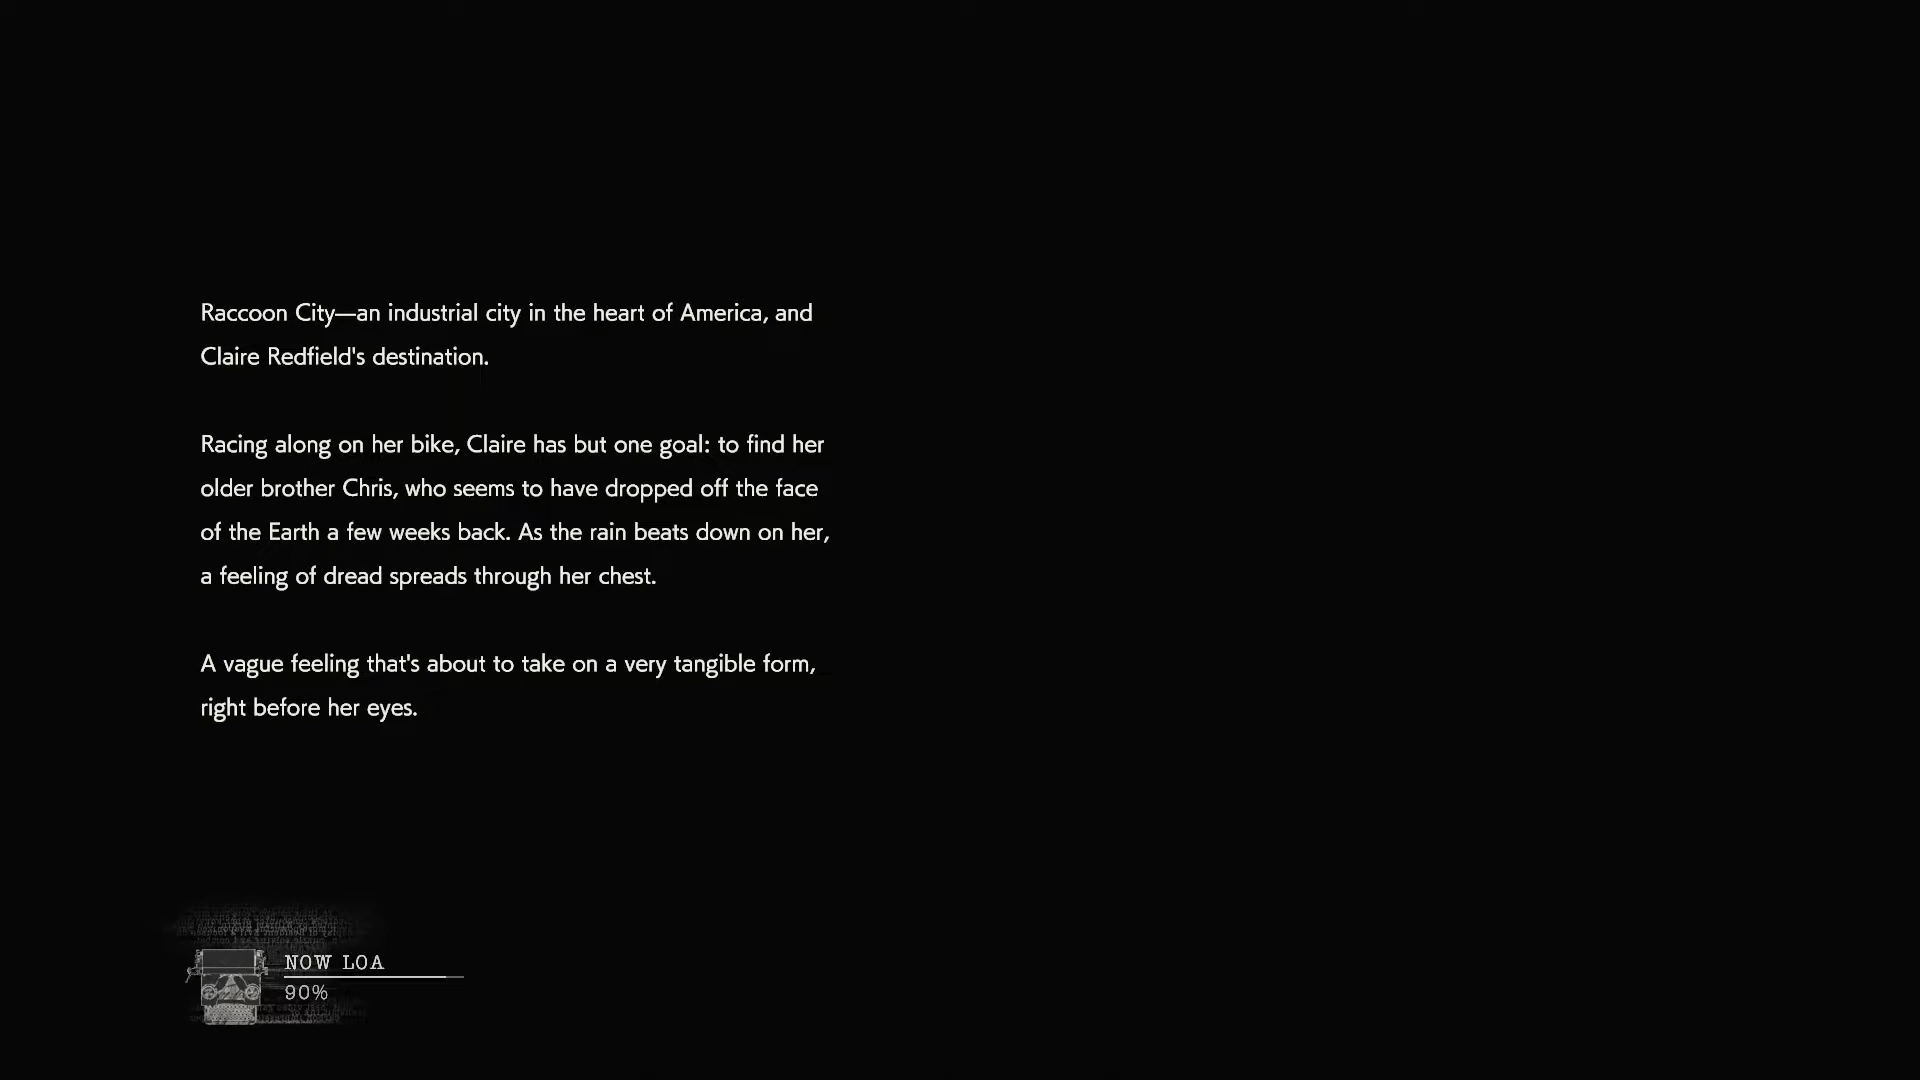 Raccoon City—an industrial city in the heart of America, and
Claire Redfield's destination.
Racing along on her bike, Claire has but one goal: to find her
older brother Chris, who seems to have dropped off the face
of the Earth a few weeks back. As the rain beats down on her,
a feeling of dread spreads through her chest.
A vague feeling that's about to take on a very tangible form,
right before her eyes.
NOW LOA
90%